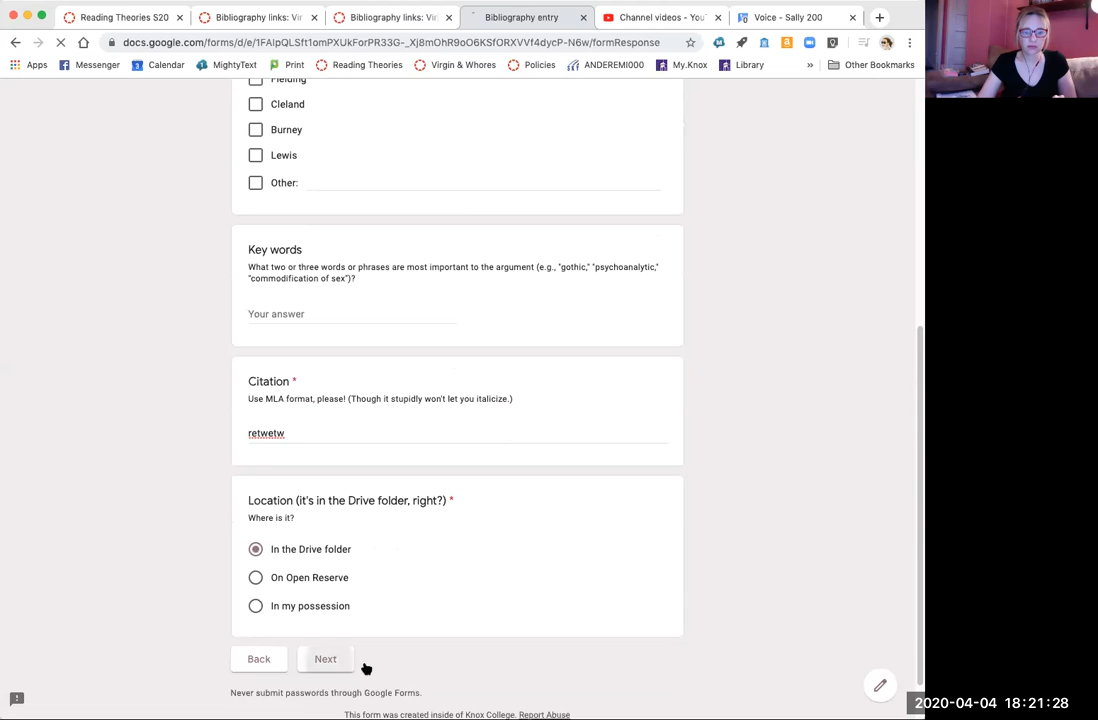 Reading Theories S20
Bibliography links: Vir
Bibliography links: Vir
Bibliography entry
Channel videos - You
Voice - Sally 200
docs.google.com/forms/d/e/1FAIpQLSft1omPXUkForPR33G-_Xj8mOhR9oO6KSfORXVVf4dycP-N6w/formResponse
Apps
Messenger
Calendar
MightyText
Print
Reading Theories
Virgin & Whores
Policies
ANDEREMI000
My.Knox
Library
»
Other Bookmarks
Fielding
Cleland
Burney
Lewis
Other:
Key words
What two or three words or phrases are most important to the argument (e.g., "gothic," "psychoanalytic,"
"commodification of sex")?
Your answer
Citation *
Use MLA format, please! (Though it stupidly won't let you italicize.)
retwetw
Location (it's in the Drive folder, right?) *
Where is it?
In the Drive folder
On Open Reserve
In my possession
Back
Next
Never submit passwords through Google Forms.
This form was created inside of Knox College. Report Abuse
2020-04-04 18:21:28